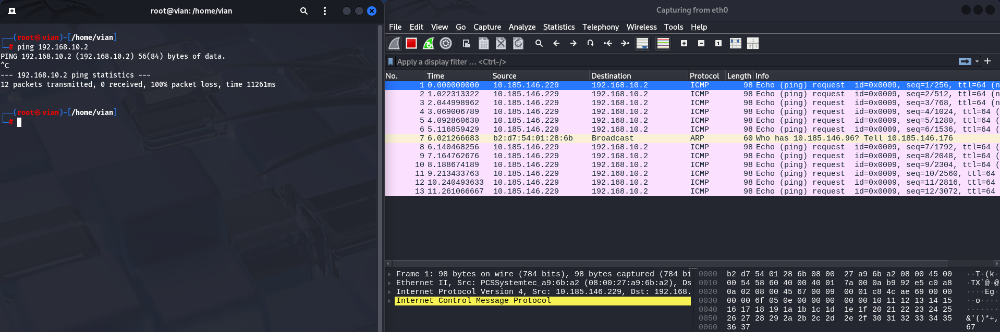 root@vian: /home/vian
(root㉿vian)-[/home/vian]
# ping 192.168.10.2
PING 192.168.10.2 (192.168.10.2) 56(84) bytes of data.
^C
--- 192.168.10.2 ping statistics ---
12 packets transmitted, 0 received, 100% packet loss, time 11261ms
(root㉿vian)-[/home/vian]
#
Capturing from eth0
File Edit View Go Capture Analyze Statistics Telephony Wireless Tools Help
Apply a display filter … <Ctrl-/>
No. Time Source Destination Protocol Length Info
1 0.000000000 10.185.146.229 192.168.10.2 ICMP 98 Echo (ping) request id=0x0009, seq=1/256, ttl=64 (n
2 1.022313322 10.185.146.229 192.168.10.2 ICMP 98 Echo (ping) request id=0x0009, seq=2/512, ttl=64 (n
3 2.044998962 10.185.146.229 192.168.10.2 ICMP 98 Echo (ping) request id=0x0009, seq=3/768, ttl=64 (n
4 3.069006789 10.185.146.229 192.168.10.2 ICMP 98 Echo (ping) request id=0x0009, seq=4/1024, ttl=64 (
5 4.092860630 10.185.146.229 192.168.10.2 ICMP 98 Echo (ping) request id=0x0009, seq=5/1280, ttl=64 (
6 5.116859429 10.185.146.229 192.168.10.2 ICMP 98 Echo (ping) request id=0x0009, seq=6/1536, ttl=64 (
7 6.021266683 b2:d7:54:01:28:6b Broadcast ARP 60 Who has 10.185.146.96? Tell 10.185.146.176
8 6.140468256 10.185.146.229 192.168.10.2 ICMP 98 Echo (ping) request id=0x0009, seq=7/1792, ttl=64 (
9 7.164762676 10.185.146.229 192.168.10.2 ICMP 98 Echo (ping) request id=0x0009, seq=8/2048, ttl=64 (
10 8.188674189 10.185.146.229 192.168.10.2 ICMP 98 Echo (ping) request id=0x0009, seq=9/2304, ttl=64 (
11 9.213433763 10.185.146.229 192.168.10.2 ICMP 98 Echo (ping) request id=0x0009, seq=10/2560, ttl=64
12 10.240493633 10.185.146.229 192.168.10.2 ICMP 98 Echo (ping) request id=0x0009, seq=11/2816, ttl=64
13 11.261066667 10.185.146.229 192.168.10.2 ICMP 98 Echo (ping) request id=0x0009, seq=12/3072, ttl=64
Frame 1: 98 bytes on wire (784 bits), 98 bytes captured (784 bi
Ethernet II, Src: PCSSystemtec_a9:6b:a2 (08:00:27:a9:6b:a2), Ds
Internet Protocol Version 4, Src: 10.185.146.229, Dst: 192.168.
Internet Control Message Protocol
0000 b2 d7 54 01 28 6b 08 00 27 a9 6b a2 08 00 45 00 ··T·(k·
0010 00 54 58 60 40 00 40 01 7a 00 0a b9 92 e5 c0 a8 ·TX`@·@
0020 0a 02 08 00 45 67 00 09 00 01 c8 4c ae 69 00 00 ····Eg·
0030 00 00 6f 05 0e 00 00 00 00 00 10 11 12 13 14 15 ··o····
0040 16 17 18 19 1a 1b 1c 1d 1e 1f 20 21 22 23 24 25 ·······
0050 26 27 28 29 2a 2b 2c 2d 2e 2f 30 31 32 33 34 35 &'()*+,
0060 36 37 67